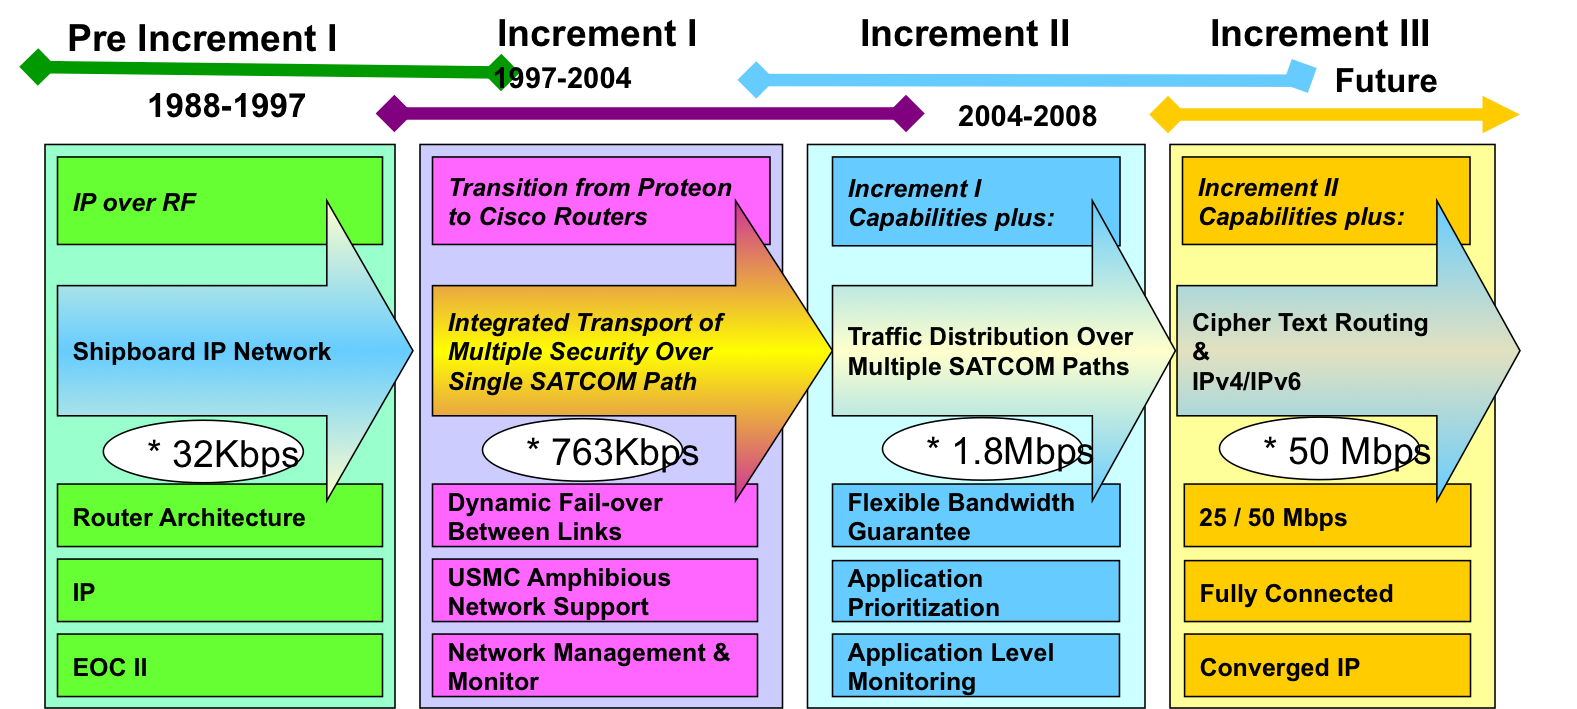 Pre Increment I
1988-1997
Increment I
1997-2004
Increment II
2004-2008
Increment III
Future
IP over RF
Shipboard IP Network
* 32Kbps
Router Architecture
IP
EOC II
Transition from Proteon
to Cisco Routers
Integrated Transport of
Multiple Security Over
Single SATCOM Path
* 763Kbps
Dynamic Fail-over
Between Links
USMC Amphibious
Network Support
Network Management &
Monitor
Increment I
Capabilities plus:
Traffic Distribution Over
Multiple SATCOM Paths
* 1.8Mbps
Flexible Bandwidth
Guarantee
Application
Prioritization
Application Level
Monitoring
Increment II
Capabilities plus:
Cipher Text Routing
&
IPv4/IPv6
* 50 Mbps
25 / 50 Mbps
Fully Connected
Converged IP